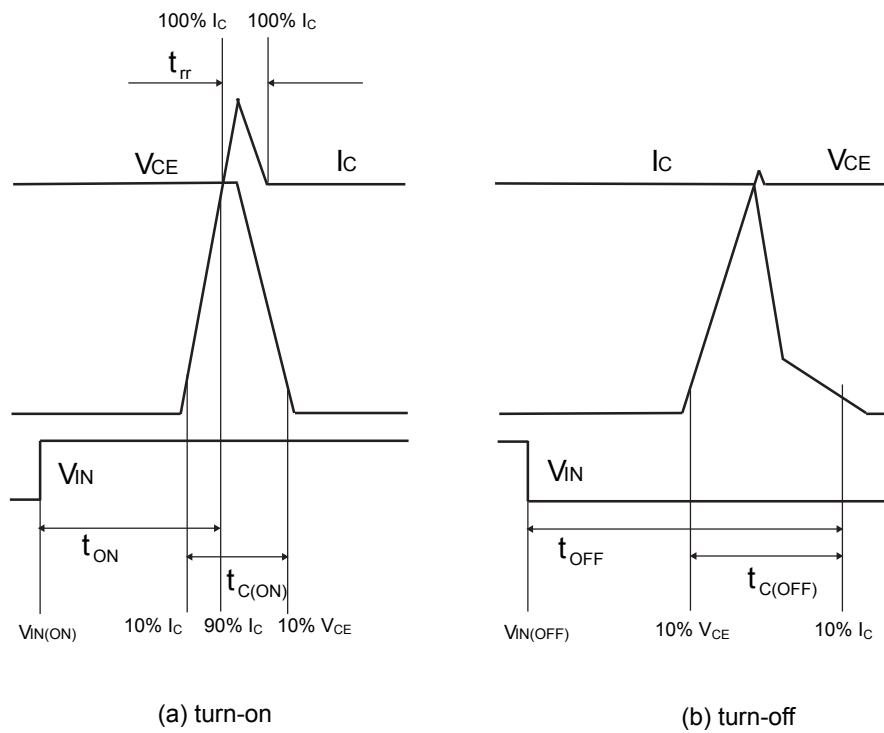 100% IC 100% IC
trr
VCE IC
IC VCE
VIN
VIN
tON
tOFF
tC(ON)
tC(OFF)
VIN(ON) 10% IC 90% IC 10% VCE
VIN(OFF) 10% VCE 10% IC
(a) turn-on
(b) turn-off